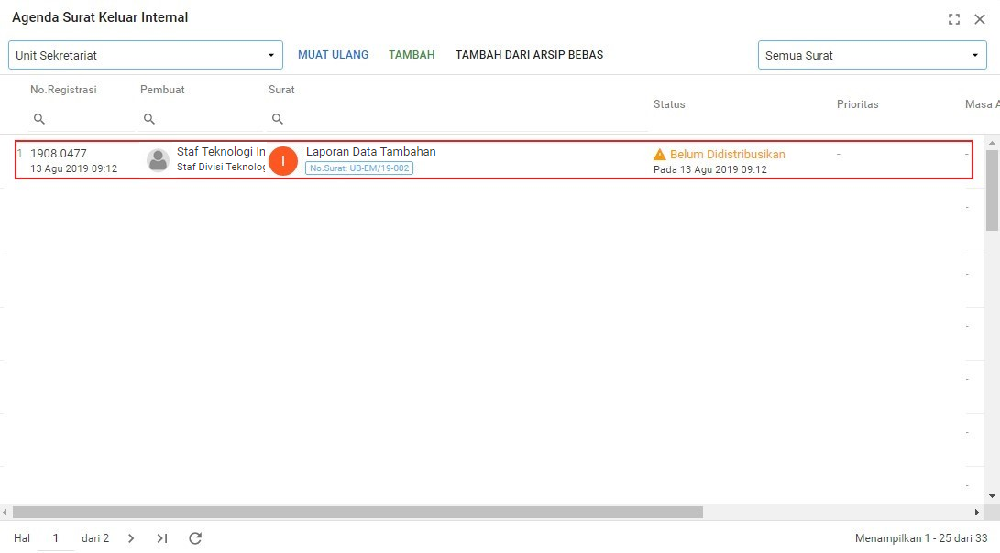 Agenda Surat Keluar Internal
Unit Sekretariat
MUAT ULANG
TAMBAH
TAMBAH DARI ARSIP BEBAS
Semua Surat
No.Registrasi
Pembuat
Surat
Status
Prioritas
Masa A
1
1908.0477
13 Agu 2019 09:12
Staf Teknologi In
Staf Divisi Teknolog
I
Laporan Data Tambahan
No.Surat: UB-EM/19-002
Belum Didistribusikan
Pada 13 Agu 2019 09:12
-
-
-
-
-
-
-
-
Hal 1 dari 2
Menampilkan 1 - 25 dari 33